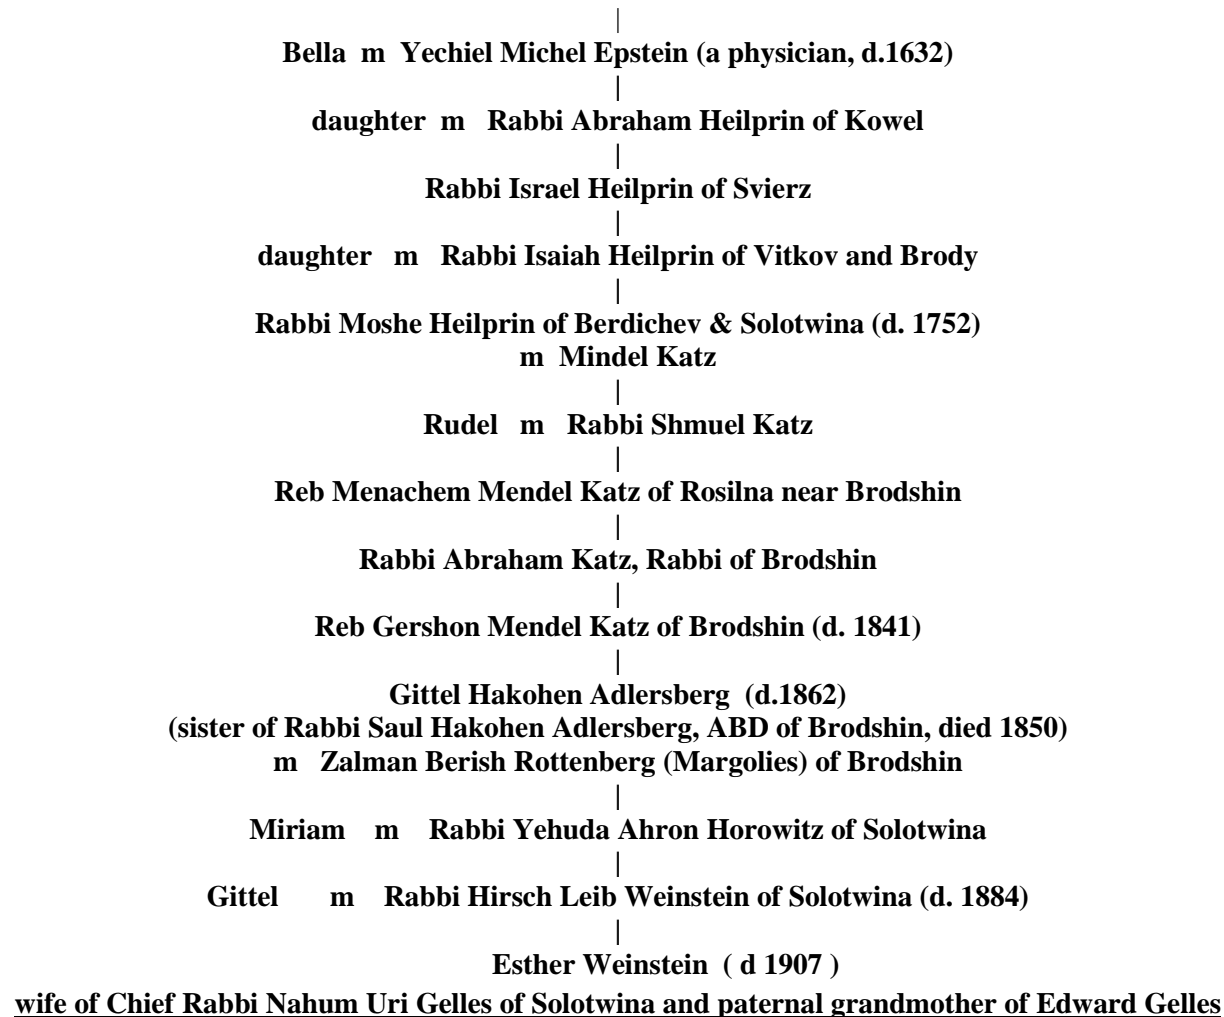 Bella m Yechiel Michel Epstein (a physician, d.1632)
daughter m Rabbi Abraham Heilprin of Kowel
Rabbi Israel Heilprin of Svierz
daughter m Rabbi Isaiah Heilprin of Vitkov and Brody
Rabbi Moshe Heilprin of Berdichev & Solotwina (d. 1752)
m Mindel Katz
Rudel m Rabbi Shmuel Katz
Reb Menachem Mendel Katz of Rosilna near Brodshin
Rabbi Abraham Katz, Rabbi of Brodshin
Reb Gershon Mendel Katz of Brodshin (d. 1841)
Gittel Hakohen Adlersberg (d.1862)
(sister of Rabbi Saul Hakohen Adlersberg, ABD of Brodshin, died 1850)
m Zalman Berish Rottenberg (Margolies) of Brodshin
Miriam m Rabbi Yehuda Ahron Horowitz of Solotwina
Gittel m Rabbi Hirsch Leib Weinstein of Solotwina (d. 1884)
Esther Weinstein ( d 1907 )
wife of Chief Rabbi Nahum Uri Gelles of Solotwina and paternal grandmother of Edward Gelles